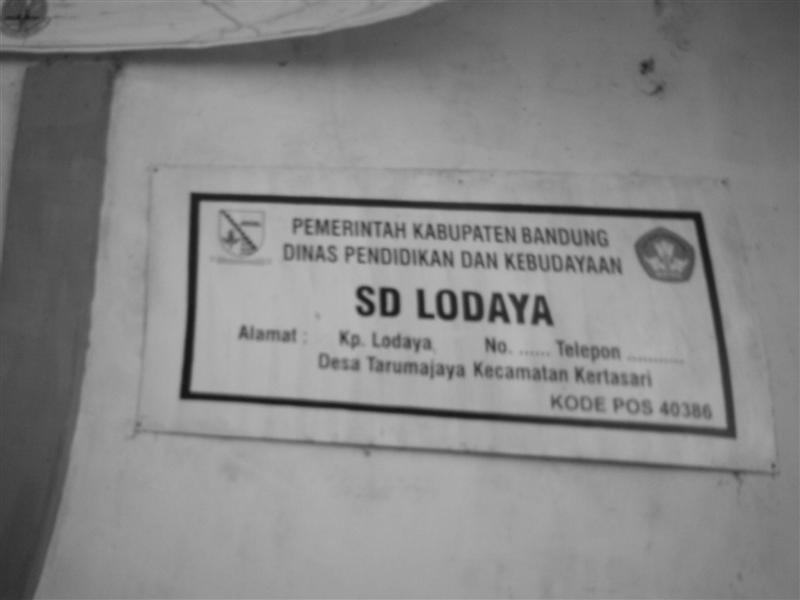 PEMERINTAH KABUPATEN BANDUNG
DINAS PENDIDIKAN DAN KEBUDAYAAN
SD LODAYA
Alamat : Kp. Lodaya, No. ...... Telepon ...........
Desa Tarumajaya Kecamatan Kertasari
KODE POS 40386